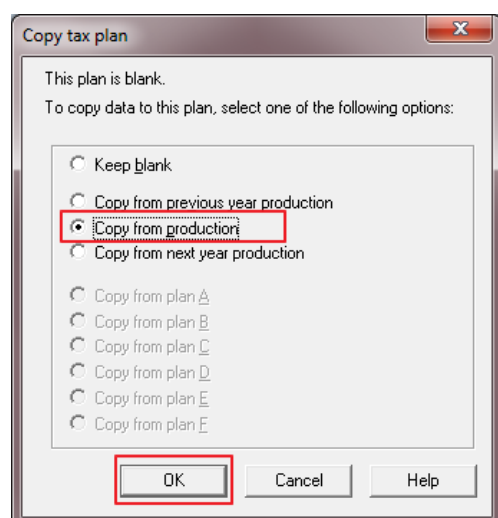 Copy tax plan
This plan is blank.
To copy data to this plan, select one of the following options:
Keep blank
Copy from previous year production
Copy from production
Copy from next year production
Copy from plan A
Copy from plan B
Copy from plan C
Copy from plan D
Copy from plan E
Copy from plan F
OK Cancel Help